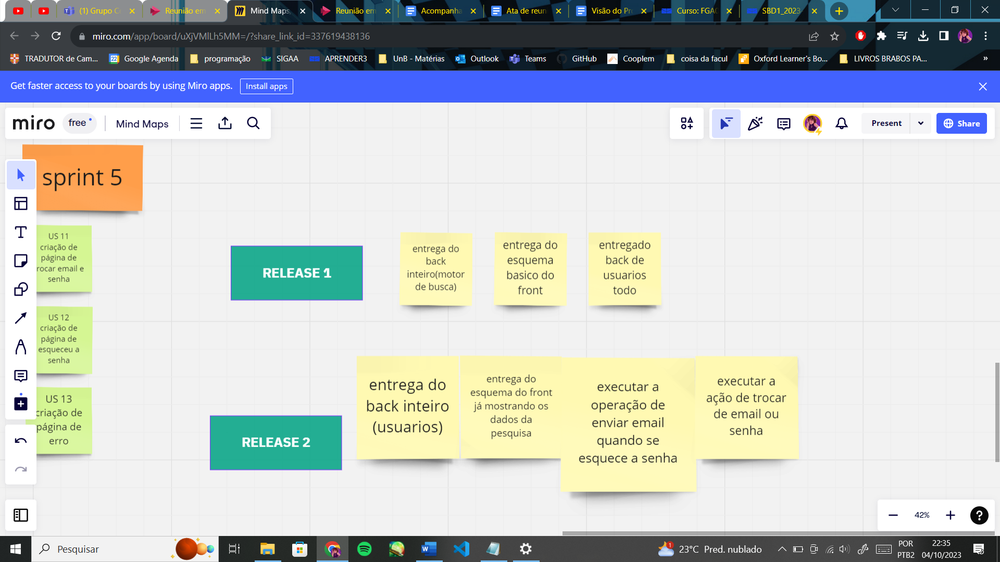 (1) Grupo C
Reunião em
Mind Maps,
Reunião em
Acompanha
Ata de reun
Visão do Pr
Curso: FGA0
SBD1_2023
miro.com/app/board/uXjVMlLh5MM=/?share_link_id=337619438136
TRADUTOR de Cam...
22
Google Agenda
programação
SIGAA
APRENDER3
UnB - Matérias
Outlook
Teams
GitHub
Cooplem
coisa da facul
Oxford Learner's Bo...
LIVROS BRABOS PA...
»
Get faster access to your boards by using Miro apps.
Install apps
miro
free
Mind Maps
Present
Share
sprint 5
US 11
criação de
página de
rocar email e
senha
US 12
criação de
página de
esqueceu a
senha
US 13
criação de
página de
erro
RELEASE 1
entrega do
back
inteiro(motor
de busca)
entrega do
esquema
basico do
front
entregado
back de
usuarios
todo
RELEASE 2
entrega do
back inteiro
(usuarios)
entrega do
esquema do front
já mostrando os
dados da
pesquisa
executar a
operação de
enviar email
quando se
esquece a senha
executar a
ação de trocar
de email ou
senha
42%
?
Pesquisar
1
23°C Pred. nublado
POR
PTB2
22:35
04/10/2023